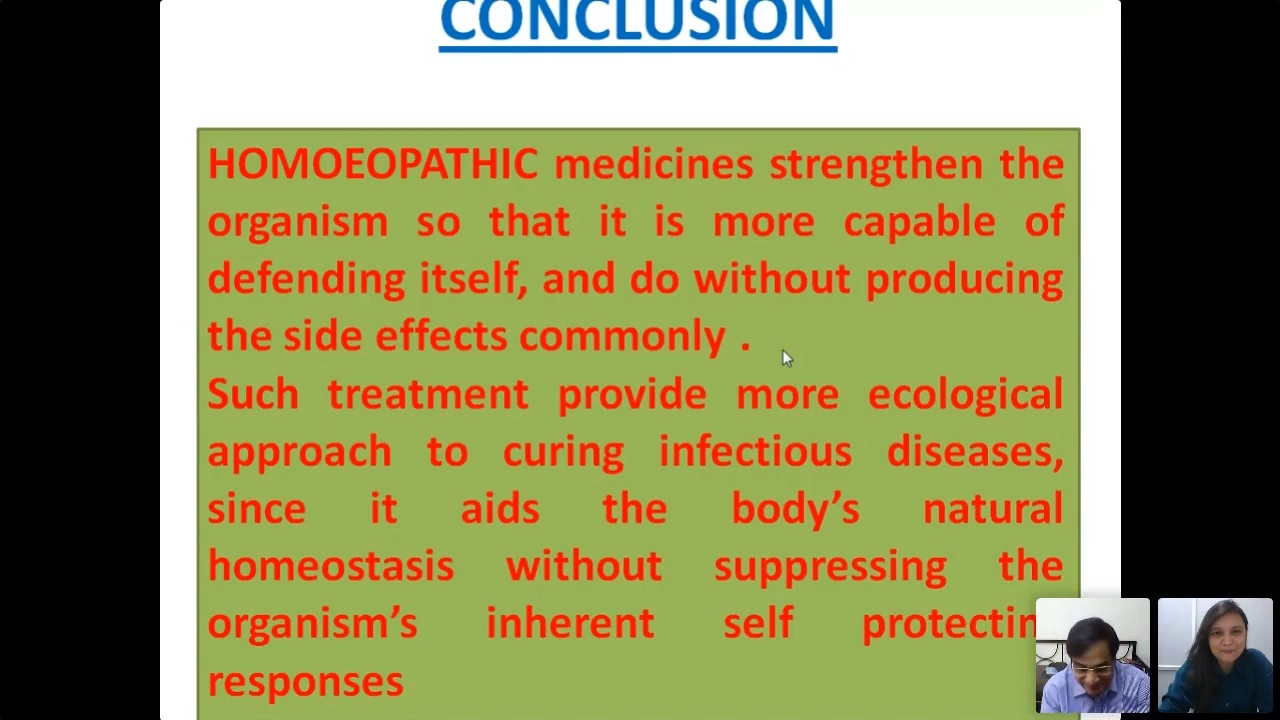 CONCLUSION
HOMOEOPATHIC medicines strengthen the
organism so that it is more capable of
defending itself, and do without producing
the side effects commonly .
Such treatment provide more ecological
approach to curing infectious diseases,
since it aids the body’s natural
homeostasis without suppressing the
organism’s inherent self protectin
responses